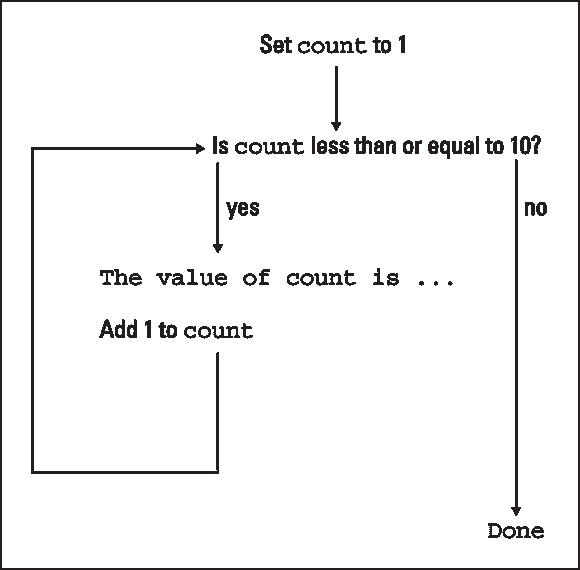 Set count to 1
Is count less than or equal to 10?
yes
no
The value of count is ...
Add 1 to count
Done